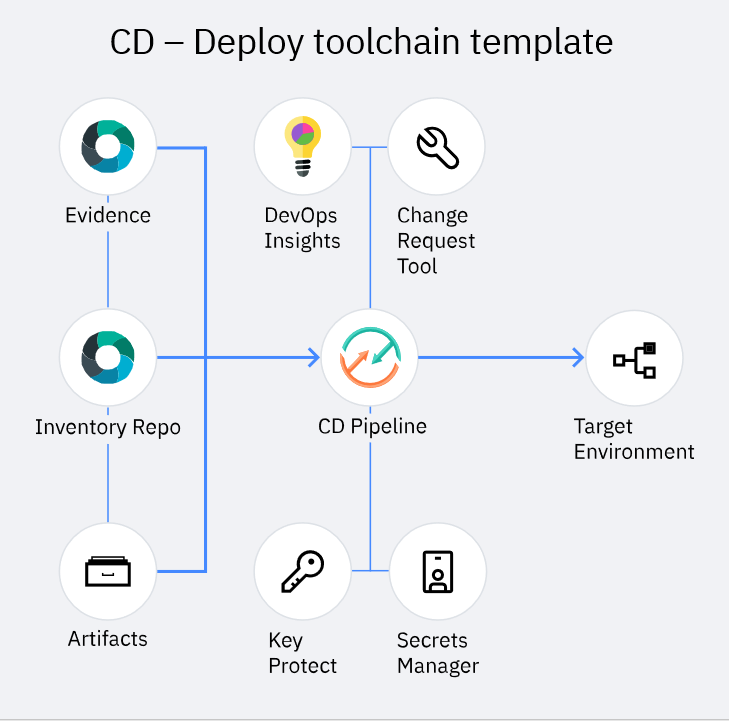 CD – Deploy toolchain template
Evidence
DevOps
Insights
Change
Request
Tool
Inventory Repo
CD Pipeline
Target
Environment
Artifacts
Key
Protect
Secrets
Manager